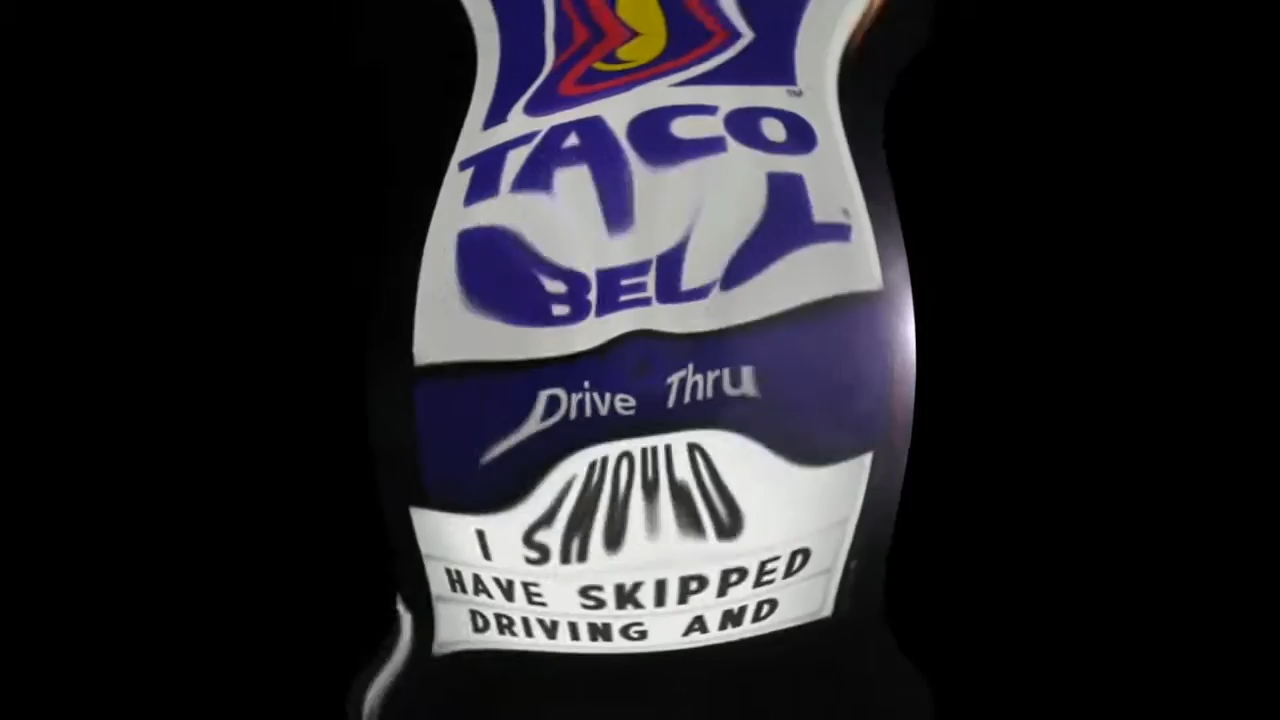 TACO
BELL
Drive Thru
I SHOULD
HAVE SKIPPED
DRIVING AND